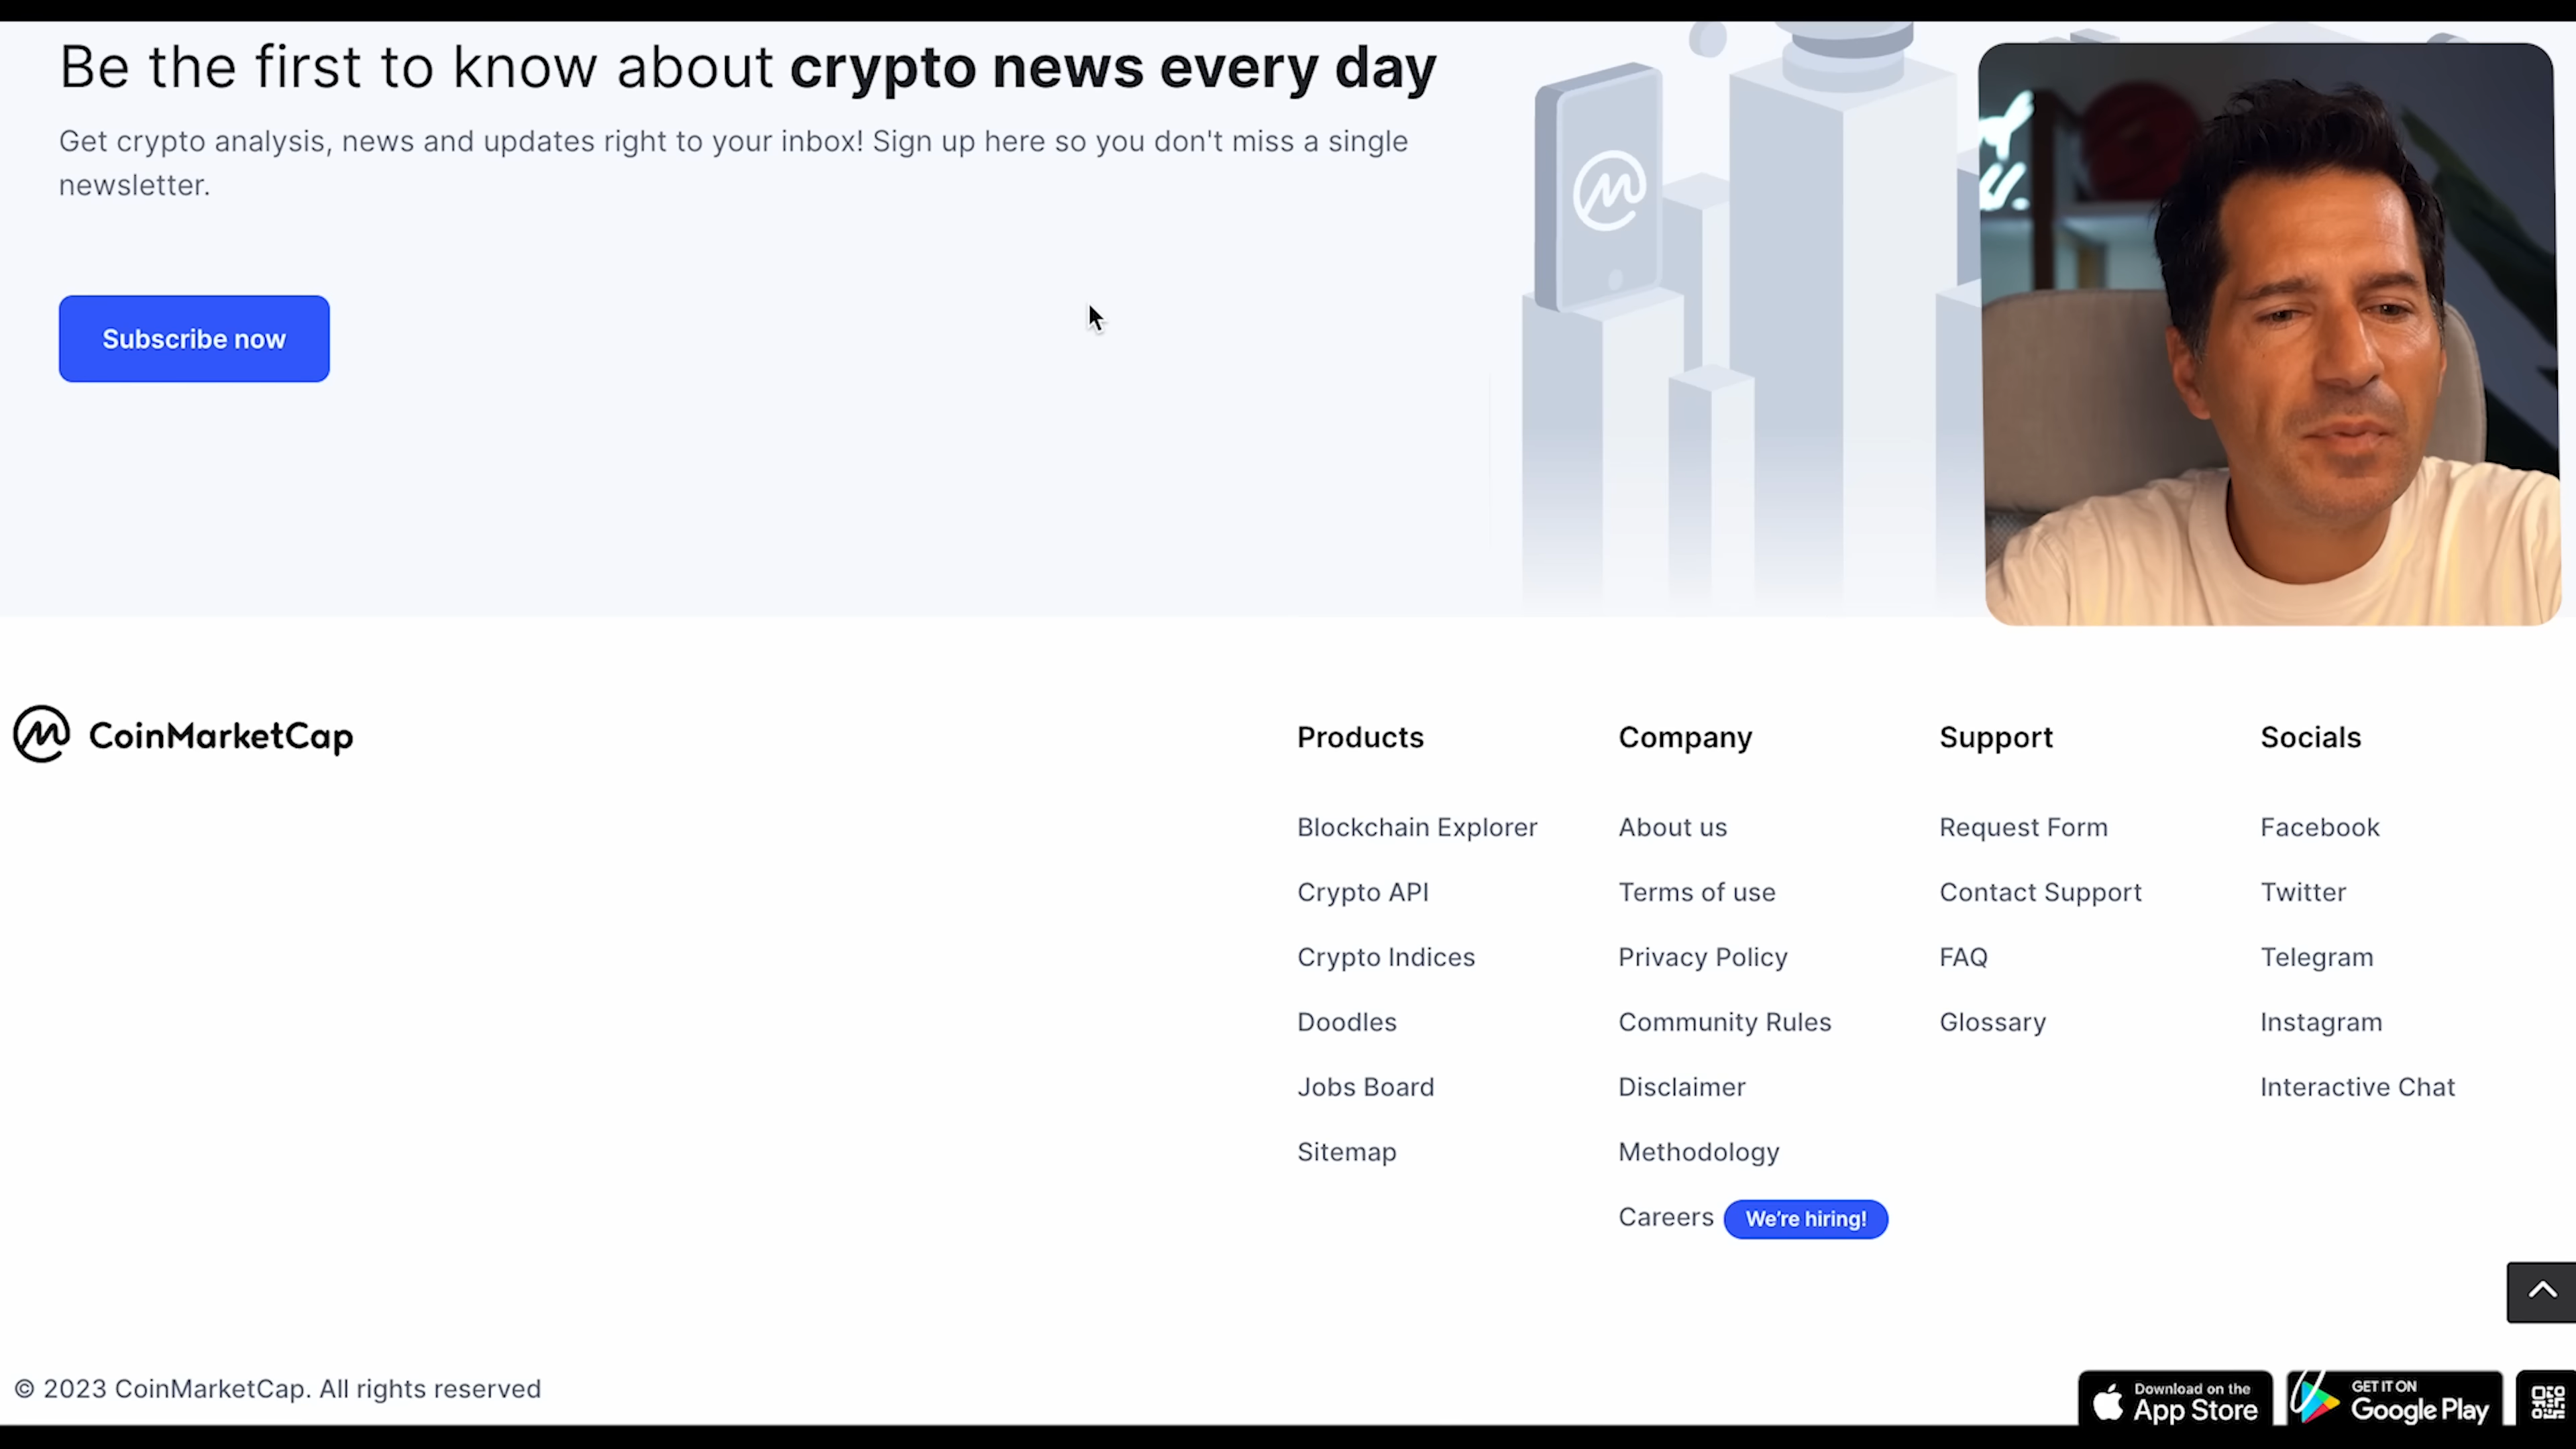 Be the first to know about crypto news every day
Get crypto analysis, news and updates right to your inbox! Sign up here so you don't miss a single
newsletter.
Subscribe now
CoinMarketCap
Products
Blockchain Explorer
Crypto API
Crypto Indices
Doodles
Jobs Board
Sitemap
Company
About us
Terms of use
Privacy Policy
Community Rules
Disclaimer
Methodology
Careers We're hiring!
Support
Request Form
Contact Support
FAQ
Glossary
Socials
Facebook
Twitter
Telegram
Instagram
Interactive Chat
© 2023 CoinMarketCap. All rights reserved
Download on the
App Store
GET IT ON
Google Play